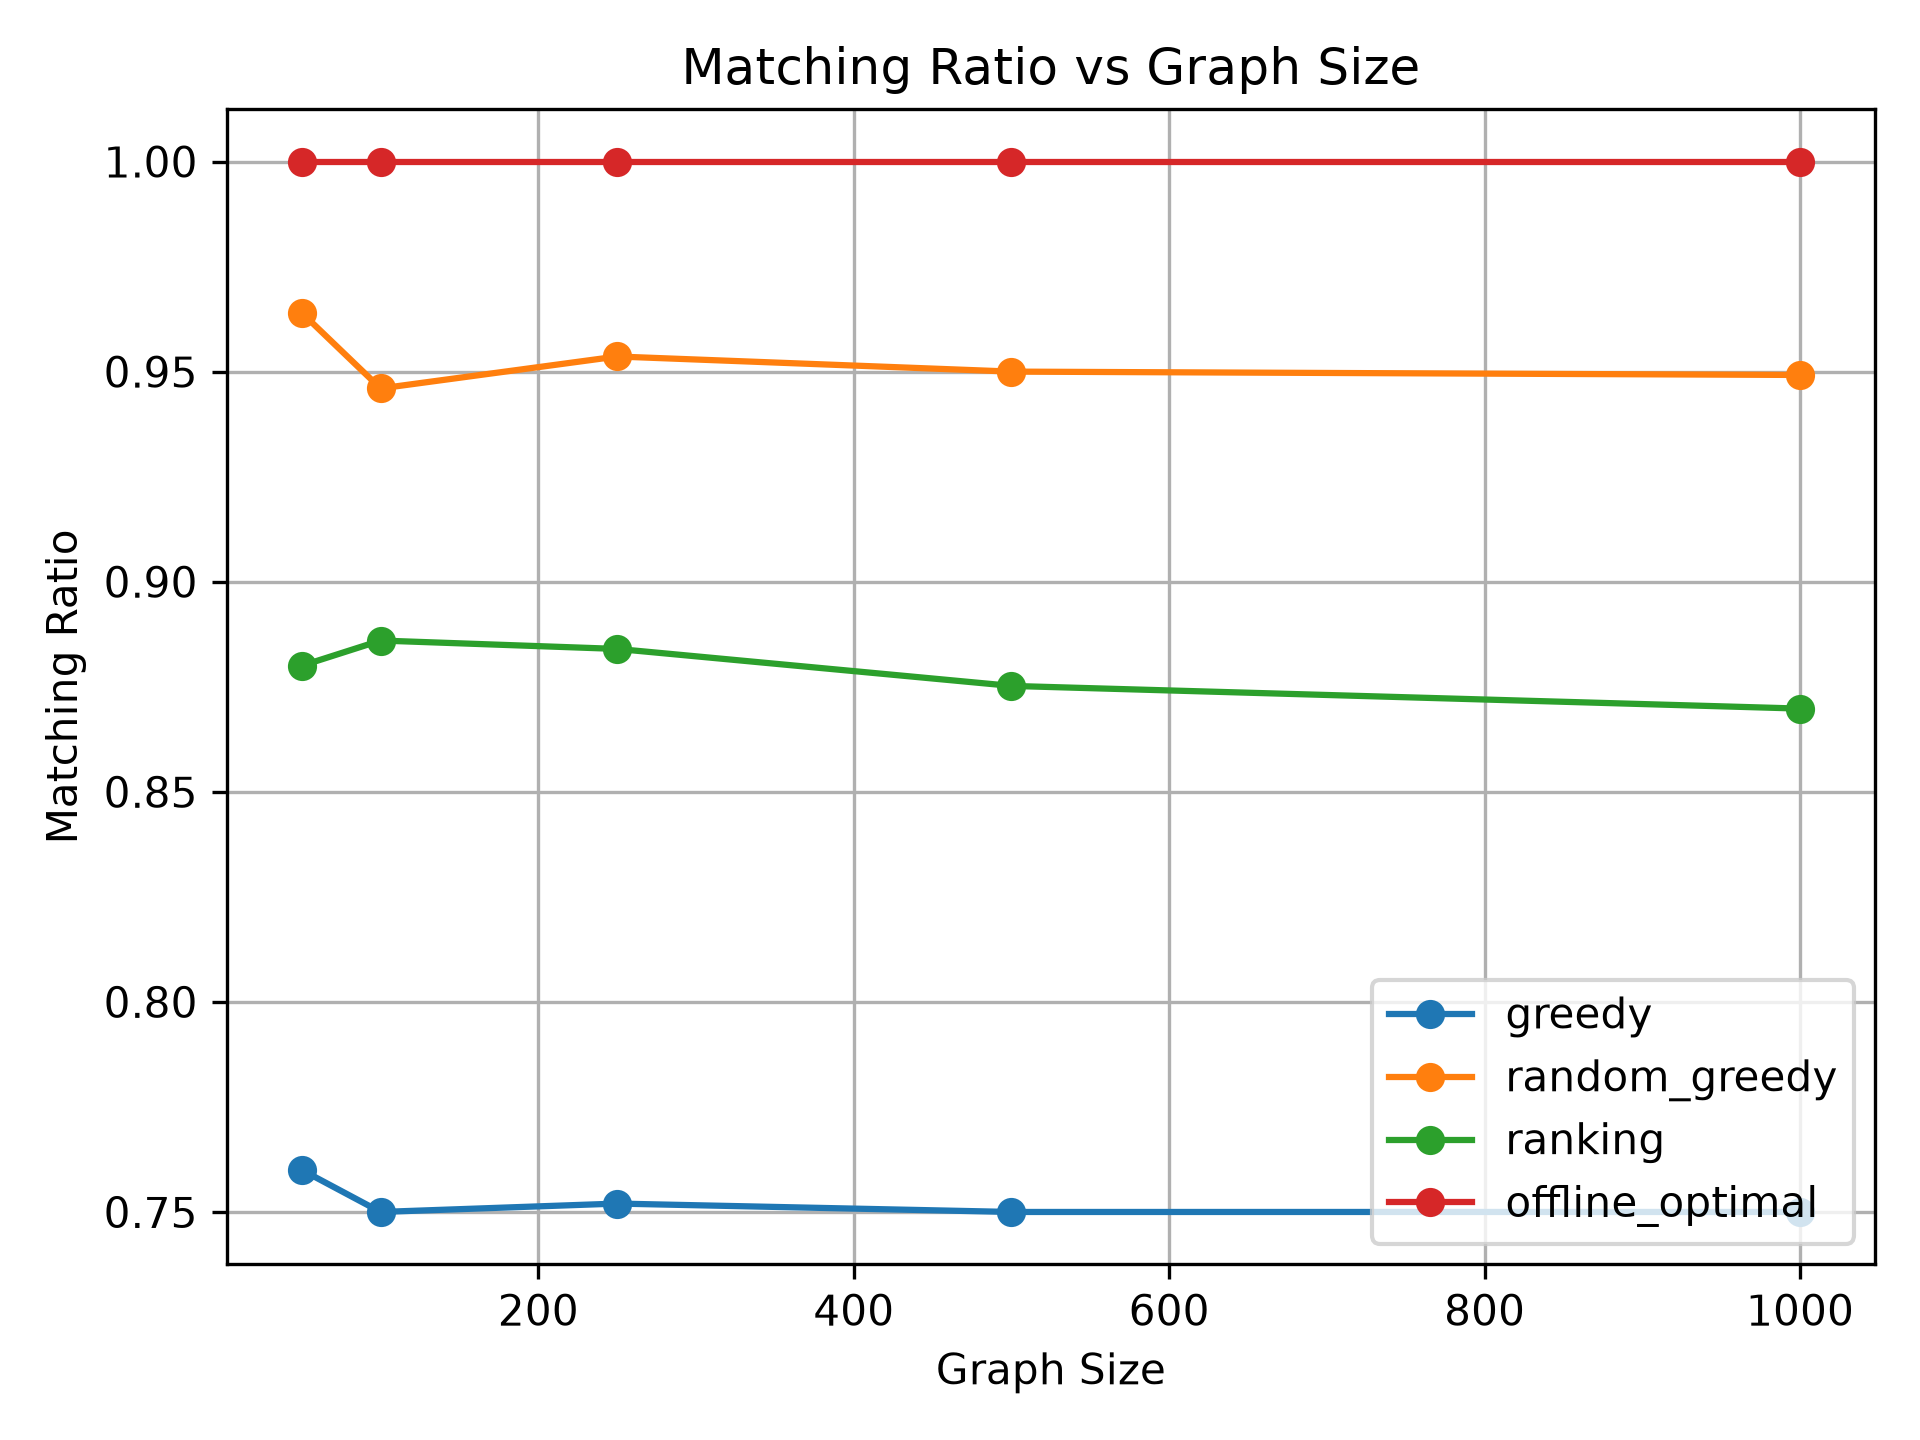 Matching Ratio vs Graph Size
Matching Ratio
1.00
0.95
0.90
0.85
0.80
0.75
greedy
random_greedy
ranking
offline_optimal
200 400 600 800 1000
Graph Size